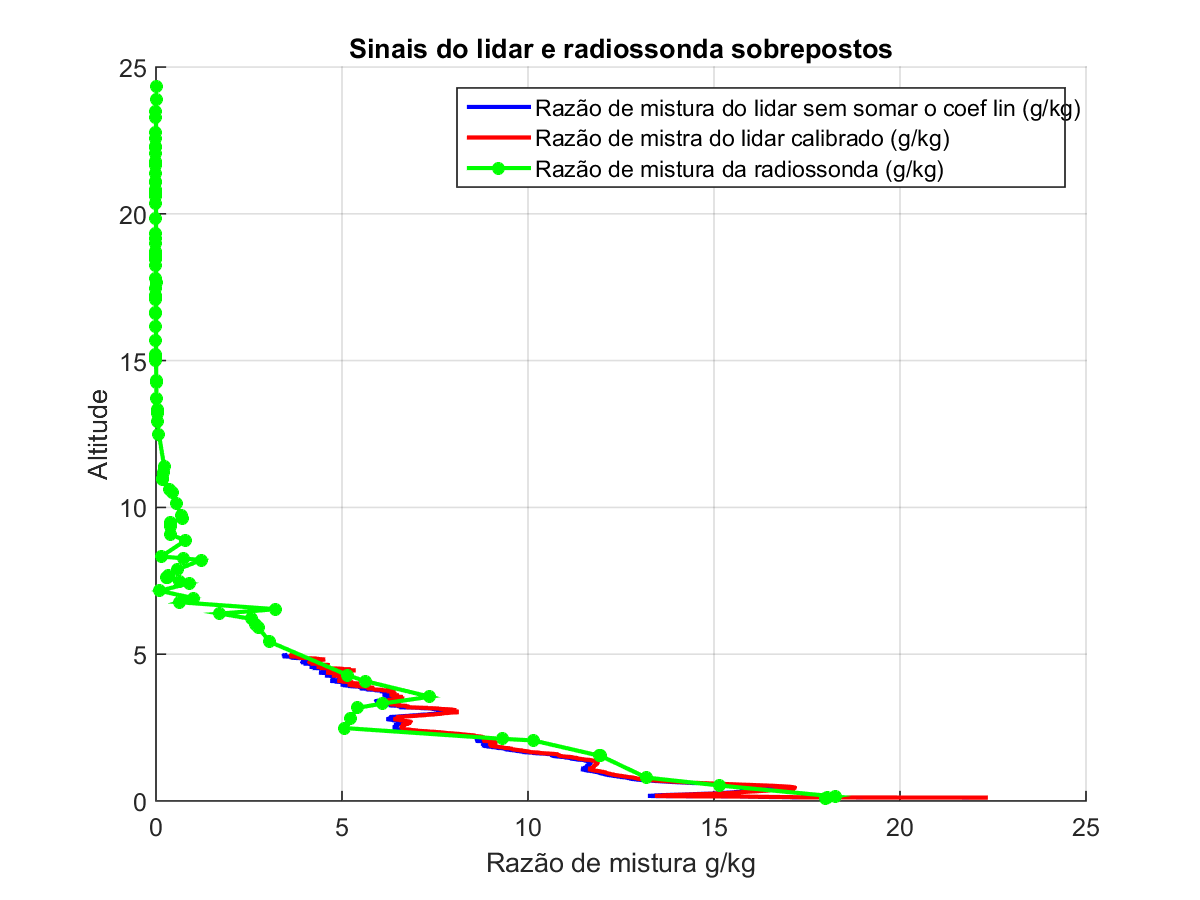 Sinais do lidar e radiossonda sobrepostos
Razão de mistura do lidar sem somar o coef lin (g/kg)
Razão de mistra do lidar calibrado (g/kg)
Razão de mistura da radiossonda (g/kg)
25
20
15
10
5
0
Altitude
0 5 10 15 20 25
Razão de mistura g/kg